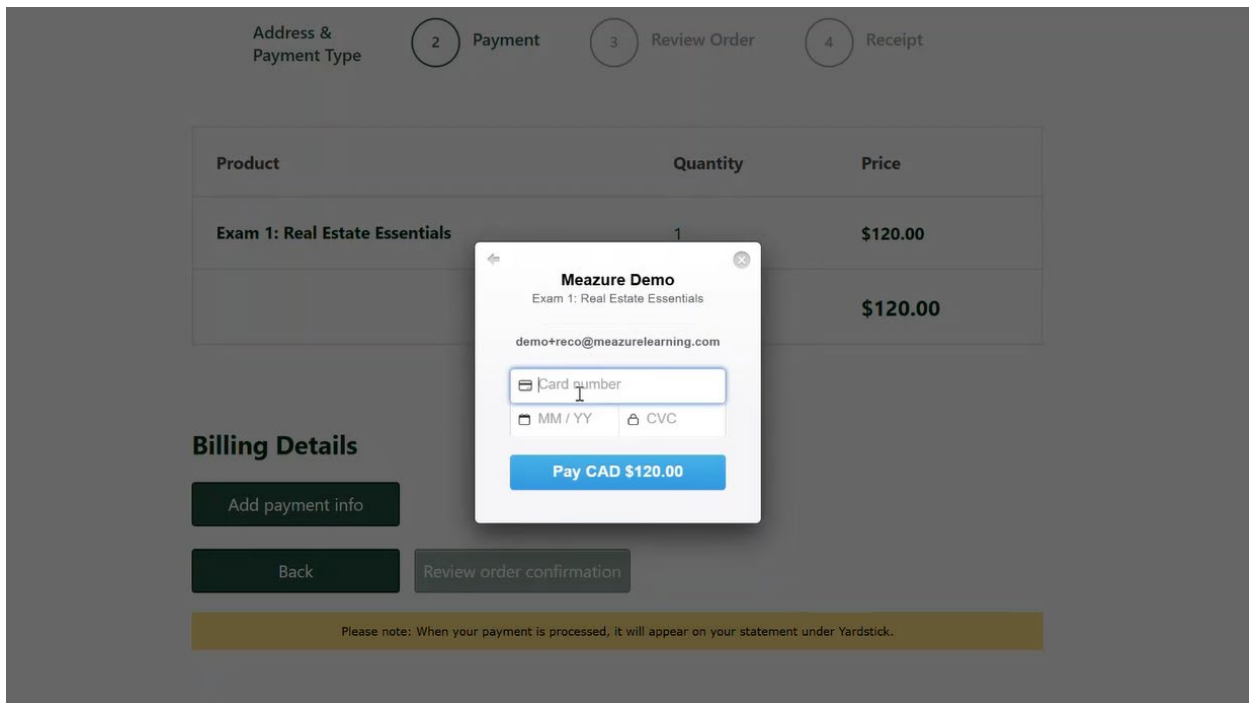 Address &
Payment Type
2 Payment
3 Review Order
4 Receipt
Product Quantity Price
Exam 1: Real Estate Essentials 1 $120.00
$120.00
Meazure Demo
Exam 1: Real Estate Essentials
demo+reco@meazurelearning.com
Card number
MM / YY CVC
Pay CAD $120.00
Billing Details
Add payment info
Back Review order confirmation
Please note: When your payment is processed, it will appear on your statement under Yardstick.